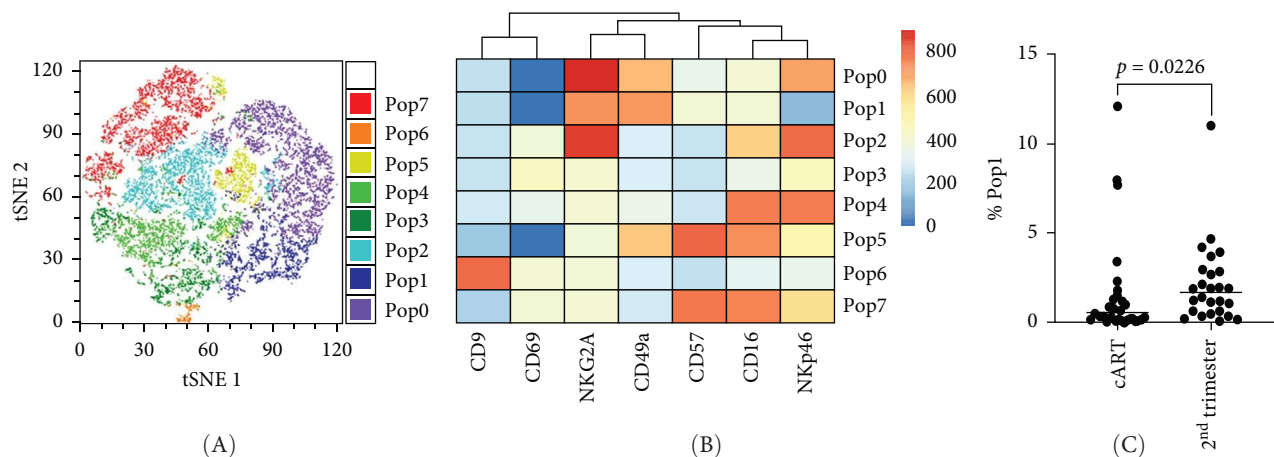 120
90
60
30
0
tSNE 2
0 30 60 90 120
tSNE 1
Pop7
Pop6
Pop5
Pop4
Pop3
Pop2
Pop1
Pop0
(A)
Pop0
Pop1
Pop2
Pop3
Pop4
Pop5
Pop6
Pop7
CD9
CD69
NKG2A
CD49a
CD57
CD16
NKp46
800
600
400
200
0
(B)
15
10
5
0
% Pop1
p = 0.0226
cART
2nd trimester
(C)